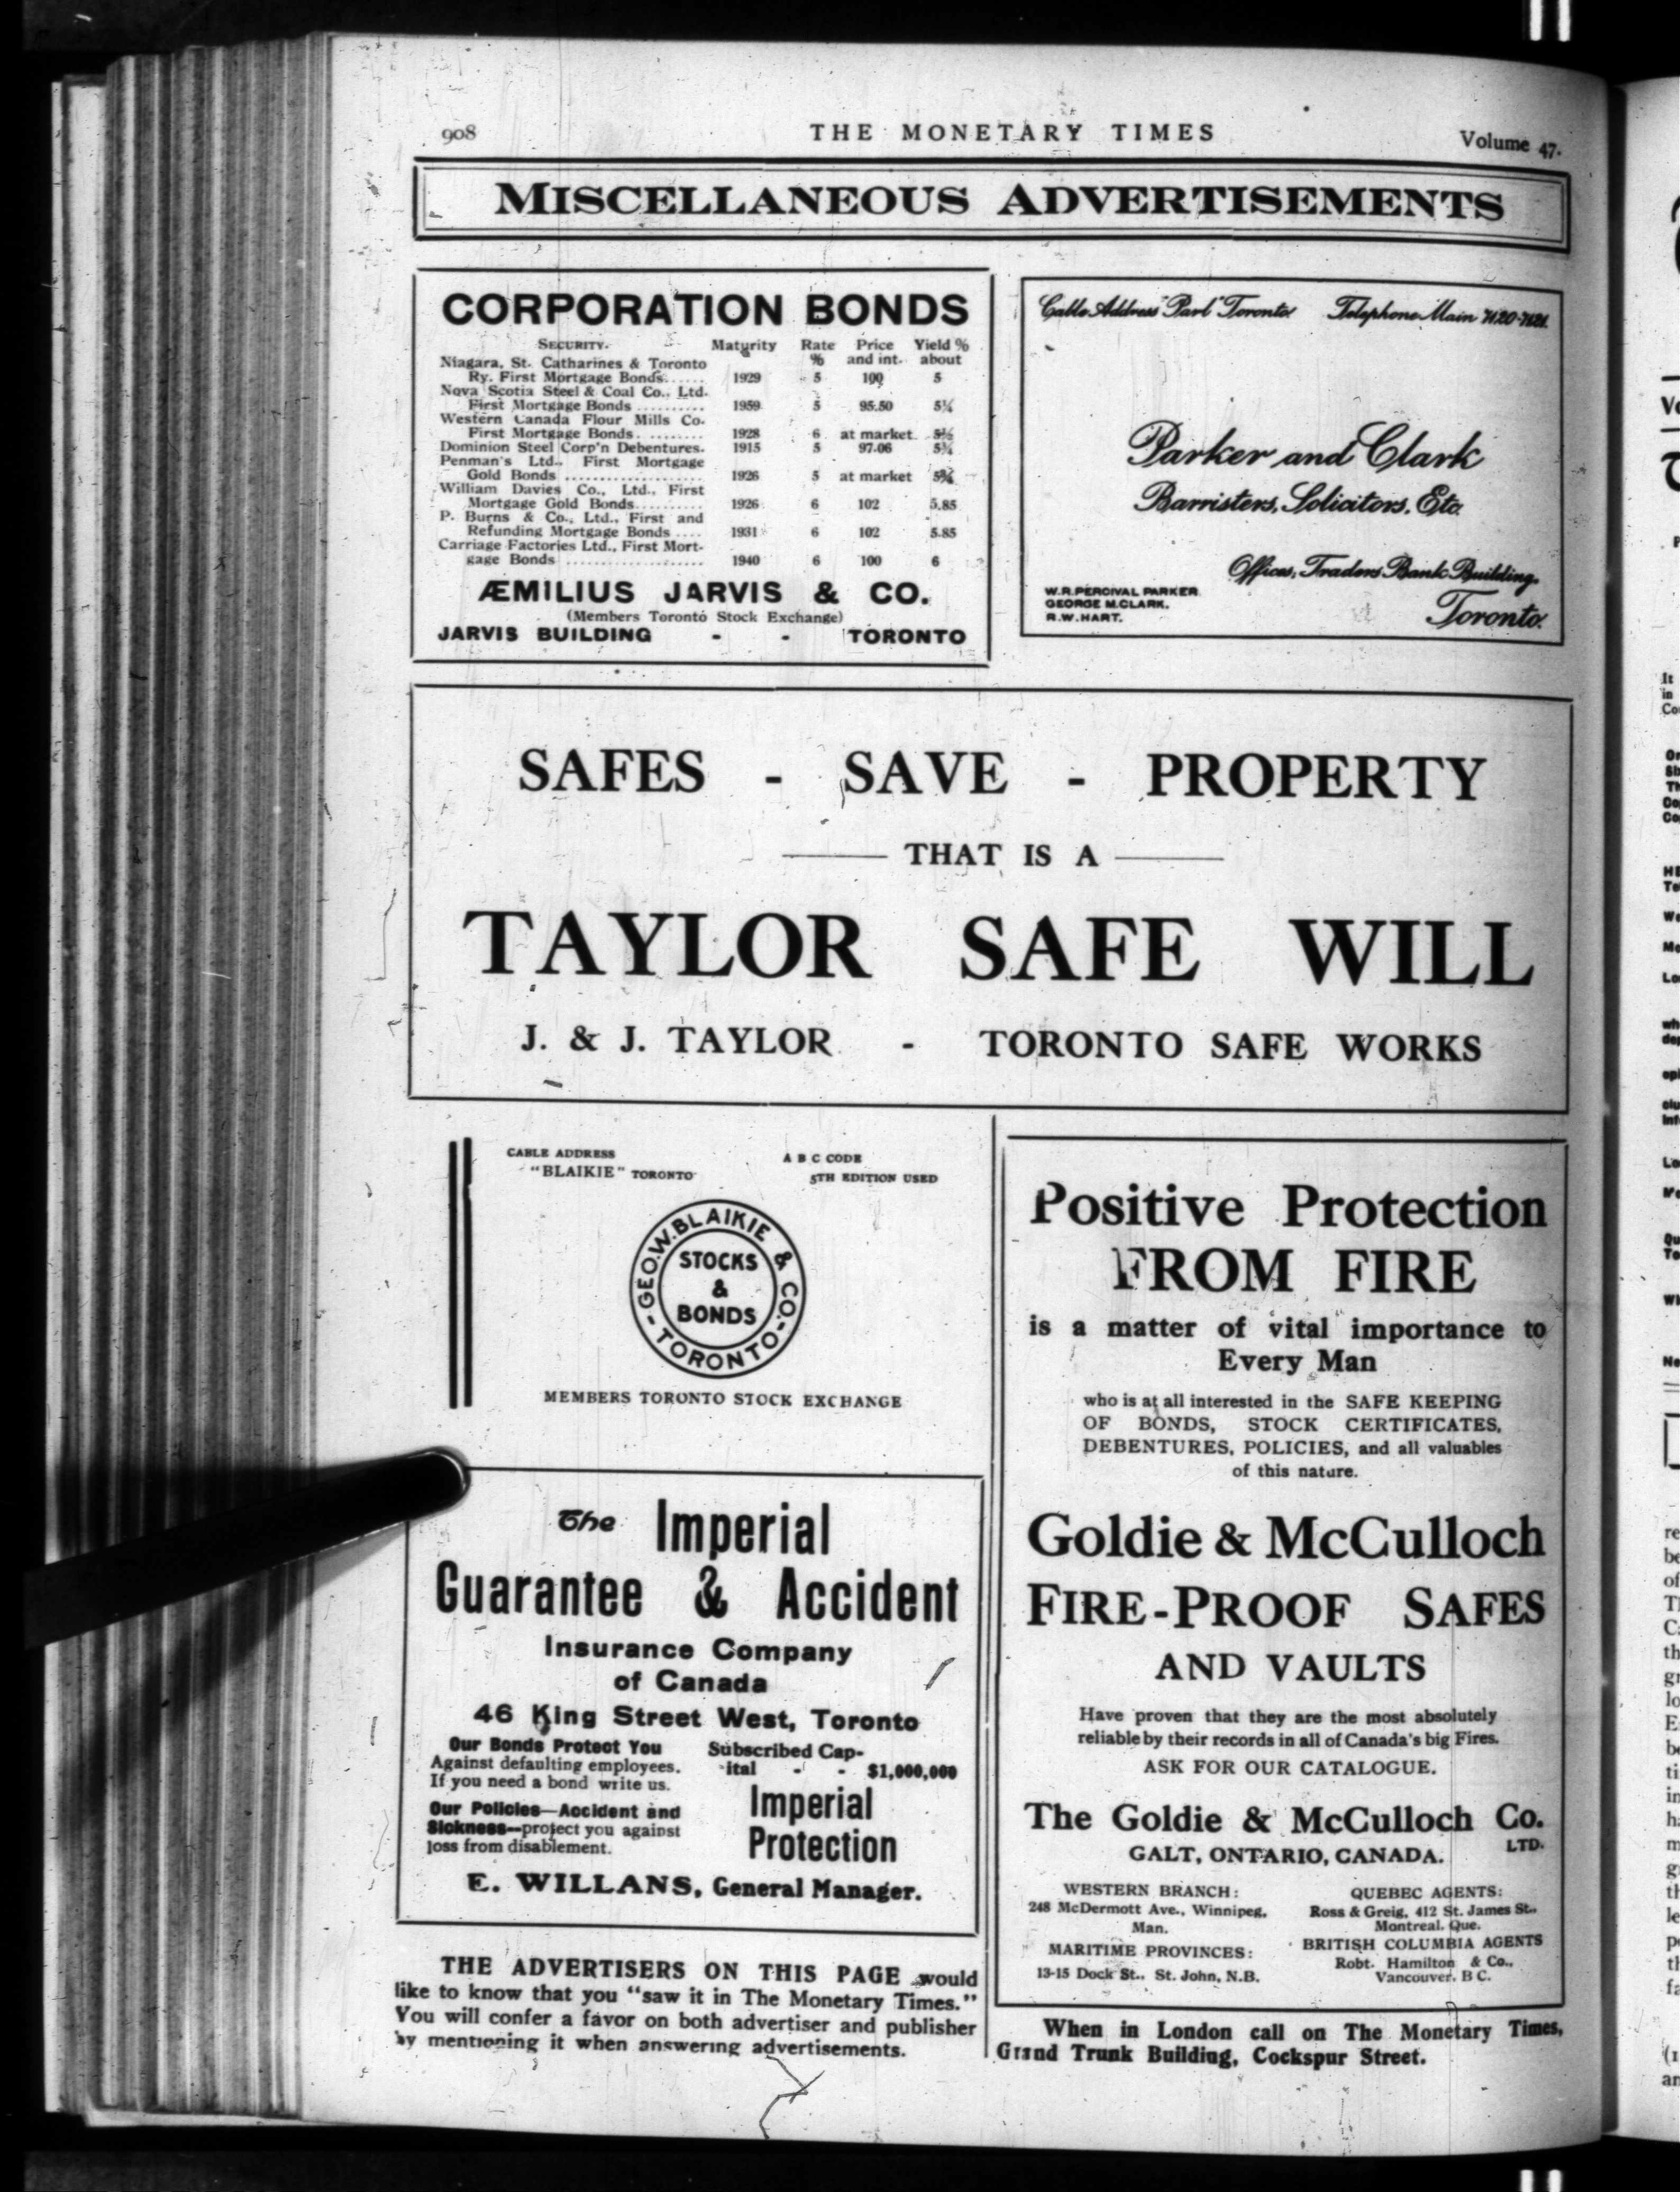 908
THE MONETARY TIMES
Volume 47.
MISCELLANEOUS ADVERTISEMENTS
CORPORATION BONDS
SECURITY. Maturity Rate % Price and int. Yield % about
Niagara, St. Catharines & Toronto
Ry. First Mortgage Bonds...... 1929 5 100 5
Nova Scotia Steel & Coal Co., Ltd.
First Mortgage Bonds .......... 1959 5 95.50
Western Canada Flour Mills Co.
First Mortgage Bonds. ......... 1928 6 at market 5½
Dominion Steel Corp'n Debentures. 1915 5 97.06
Penman's Ltd., First Mortgage
Gold Bonds .................... 1926 5 at market
William Davies Co., Ltd., First
Mortgage Gold Bonds.......... 1926 6 102 5.85
P. Burns & Co., Ltd., First and
Refunding Mortgage Bonds .... 1931 6 102 5.85
Carriage Factories Ltd., First Mort-
gage Bonds .................... 1940 6 100 6
ÆMILIUS JARVIS & CO.
(Members Toronto Stock Exchange)
JARVIS BUILDING - - TORONTO
Cable Address "Parl" Toronto Telephone Main 7120-7121.
Parker and Clark
Barristers, Solicitors, Etc.
Offices, Traders Bank Building,
Toronto.
W.R. PERCIVAL PARKER.
GEORGE M. CLARK.
R.W. HART.
SAFES - SAVE - PROPERTY
THAT IS A
TAYLOR SAFE WILL
J. & J. TAYLOR - TORONTO SAFE WORKS
CABLE ADDRESS
"BLAIKIE" TORONTO
A B C CODE
5TH EDITION USED
GEO.W.BLAIKIE & CO.-TORONTO-
STOCKS
&
BONDS
MEMBERS TORONTO STOCK EXCHANGE
The Imperial
Guarantee & Accident
Insurance Company
of Canada
46 King Street West, Toronto
Our Bonds Protect You
Against defaulting employees.
If you need a bond write us.
Our Policies—Accident and
Sickness—protect you against
loss from disablement.
Subscribed Cap-
ital - - $1,000,000
Imperial
Protection
E. WILLANS, General Manager.
THE ADVERTISERS ON THIS PAGE would
like to know that you "saw it in The Monetary Times."
You will confer a favor on both advertiser and publisher
by mentioning it when answering advertisements.
Positive Protection
FROM FIRE
is a matter of vital importance to
Every Man
who is at all interested in the SAFE KEEPING
OF BONDS, STOCK CERTIFICATES,
DEBENTURES, POLICIES, and all valuables
of this nature.
Goldie & McCulloch
FIRE-PROOF SAFES
AND VAULTS
Have proven that they are the most absolutely
reliable by their records in all of Canada's big Fires.
ASK FOR OUR CATALOGUE.
The Goldie & McCulloch Co.
LTD.
GALT, ONTARIO, CANADA.
WESTERN BRANCH:
248 McDermott Ave., Winnipeg,
Man.
MARITIME PROVINCES:
13-15 Dock St., St. John, N.B.
QUEBEC AGENTS:
Ross & Greig, 412 St. James St.,
Montreal, Que.
BRITISH COLUMBIA AGENTS
Robt. Hamilton & Co.,
Vancouver, B C.
When in London call on The Monetary Times,
Grand Trunk Building, Cockspur Street.